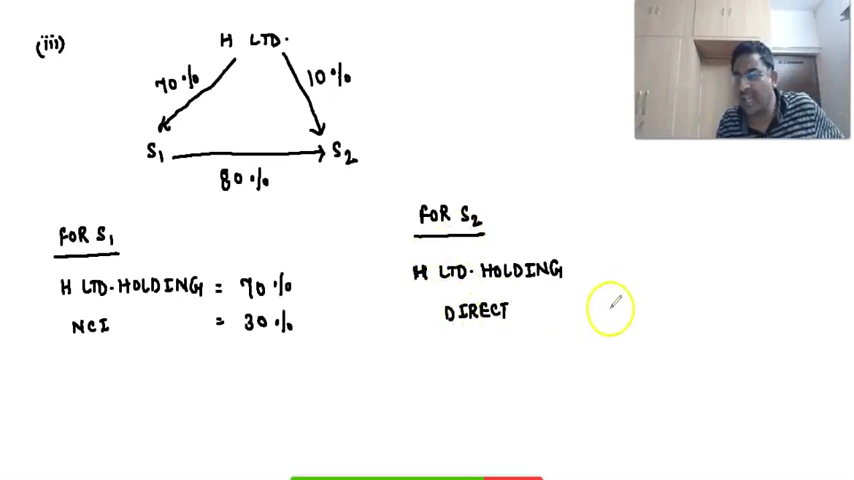 (iii)
H LTD.
70% 10%
S1 S2
80%
FOR S1
H LTD. HOLDING = 70%
NCI = 30%
FOR S2
H LTD. HOLDING
DIRECT